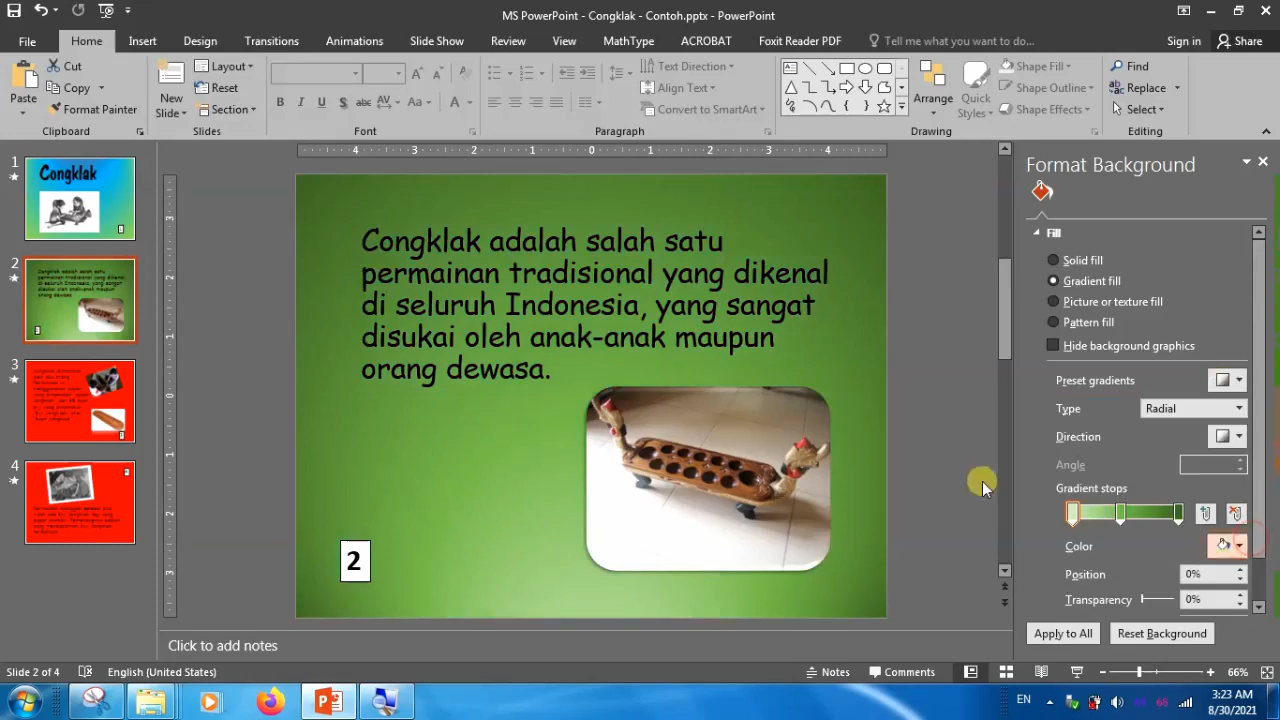 MS PowerPoint - Congklak - Contoh.pptx - PowerPoint
File Home Insert Design Transitions Animations Slide Show Review View MathType ACROBAT Foxit Reader PDF Tell me what you want to do... Sign in Share
Paste
Cut
Copy
Format Painter
Clipboard
New Slide
Layout
Reset
Section
Slides
B I U S abc AV Aa A
Font
Text Direction
Align Text
Convert to SmartArt
Paragraph
Arrange
Quick Styles
Shape Fill
Shape Outline
Shape Effects
Drawing
Find
Replace
Select
Editing
1
Congklak
2
3
4
Congklak adalah salah satu
permainan tradisional yang dikenal
di seluruh Indonesia, yang sangat
disukai oleh anak-anak maupun
orang dewasa.
2
Click to add notes
Format Background
Fill
Solid fill
Gradient fill
Picture or texture fill
Pattern fill
Hide background graphics
Preset gradients
Type Radial
Direction
Angle
Gradient stops
Color
Position 0%
Transparency 0%
Apply to All Reset Background
Slide 2 of 4 English (United States) Notes Comments 66%
EN 3:23 AM
8/30/2021